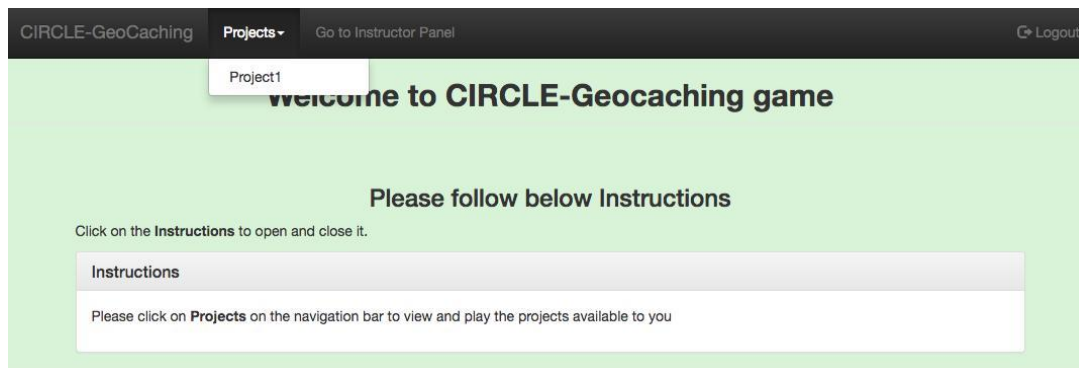 CIRCLE-GeoCaching Projects Go to Instructor Panel Logout
Project1
Welcome to CIRCLE-Geocaching game
Please follow below Instructions
Click on the Instructions to open and close it.
Instructions
Please click on Projects on the navigation bar to view and play the projects available to you